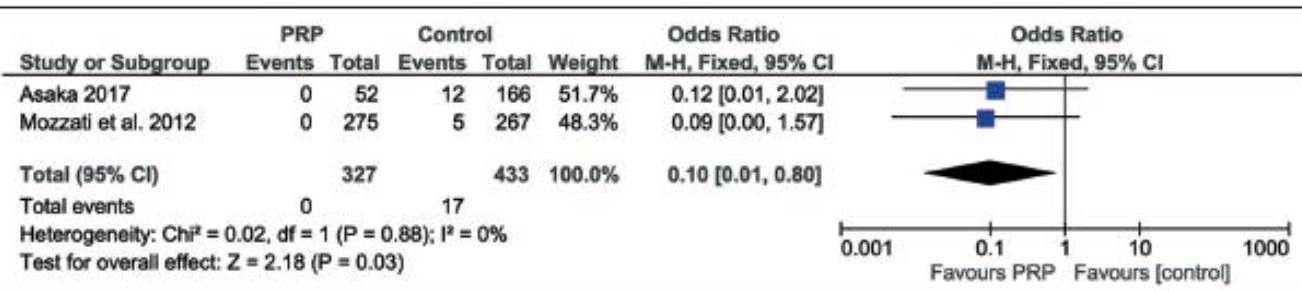 PRP Control Odds Ratio Odds Ratio
Study or Subgroup Events Total Events Total Weight M-H, Fixed, 95% CI M-H, Fixed, 95% CI
Asaka 2017 0 52 12 166 51.7% 0.12 [0.01, 2.02]
Mozzati et al. 2012 0 275 5 267 48.3% 0.09 [0.00, 1.57]
Total (95% CI) 327 433 100.0% 0.10 [0.01, 0.80]
Total events 0 17
Heterogeneity: Chi² = 0.02, df = 1 (P = 0.88); I² = 0%
Test for overall effect: Z = 2.18 (P = 0.03)
0.001 0.1 1 10 1000
Favours PRP Favours [control]